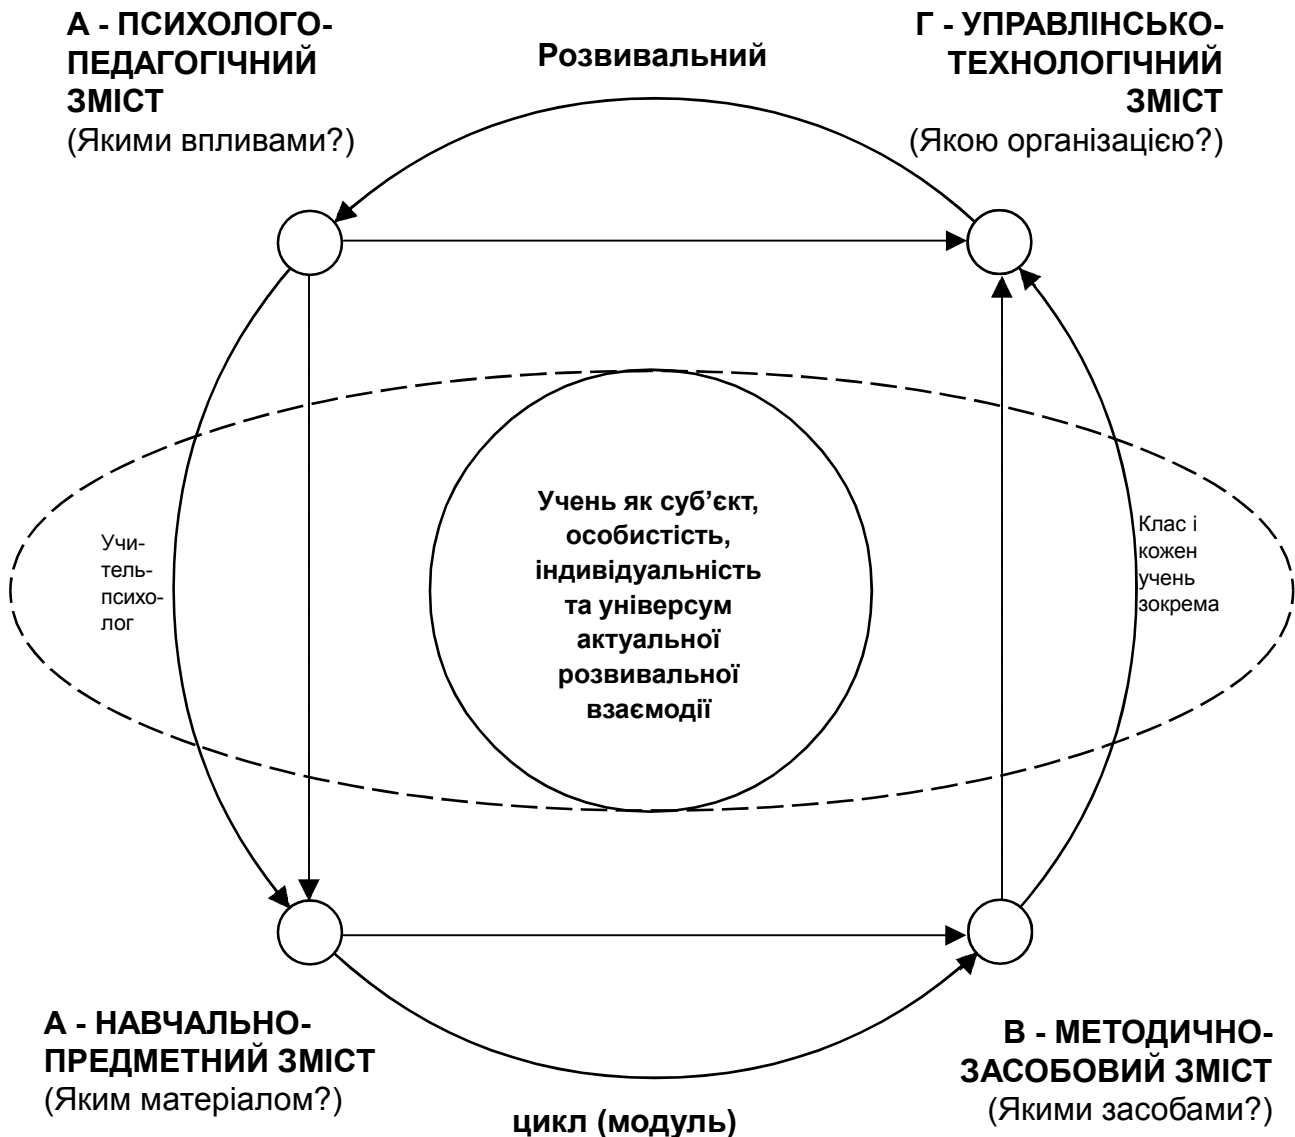 А - ПСИХОЛОГО-
ПЕДАГОГІЧНИЙ
ЗМІСТ
(Якими впливами?)
Розвивальний
Г - УПРАВЛІНСЬКО-
ТЕХНОЛОГІЧНИЙ
ЗМІСТ
(Якою організацією?)
Учи-
тель-
психо-
лог
Учень як суб’єкт,
особистість,
індивідуальність
та універсум
актуальної
розвивальної
взаємодії
Клас і
кожен
учень
зокрема
А - НАВЧАЛЬНО-
ПРЕДМЕТНИЙ ЗМІСТ
(Яким матеріалом?)
цикл (модуль)
В - МЕТОДИЧНО-
ЗАСОБОВИЙ ЗМІСТ
(Якими засобами?)